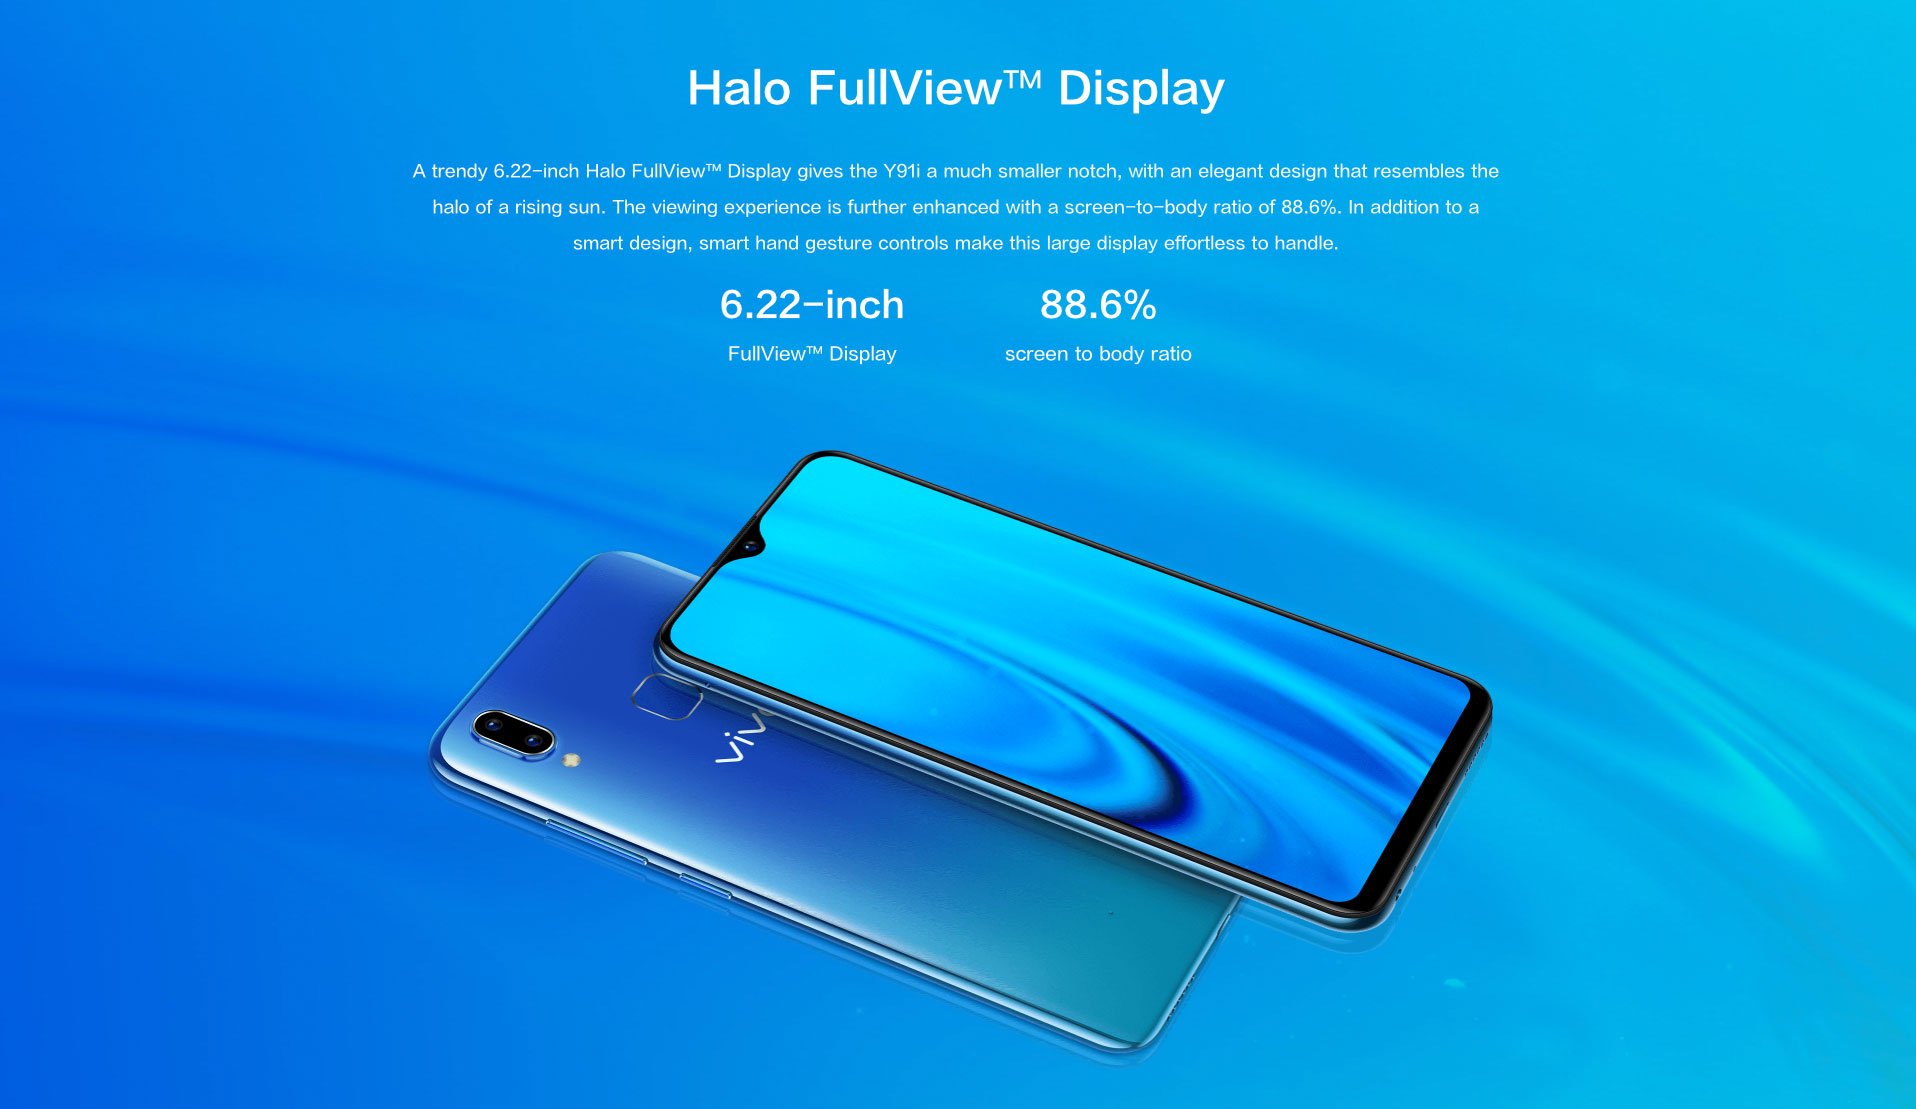 Halo FullView™ Display
A trendy 6.22-inch Halo FullView™ Display gives the Y91i a much smaller notch, with an elegant design that resembles the
halo of a rising sun. The viewing experience is further enhanced with a screen-to-body ratio of 88.6%. In addition to a
smart design, smart hand gesture controls make this large display effortless to handle.
6.22-inch
88.6%
FullView™ Display
screen to body ratio
viv